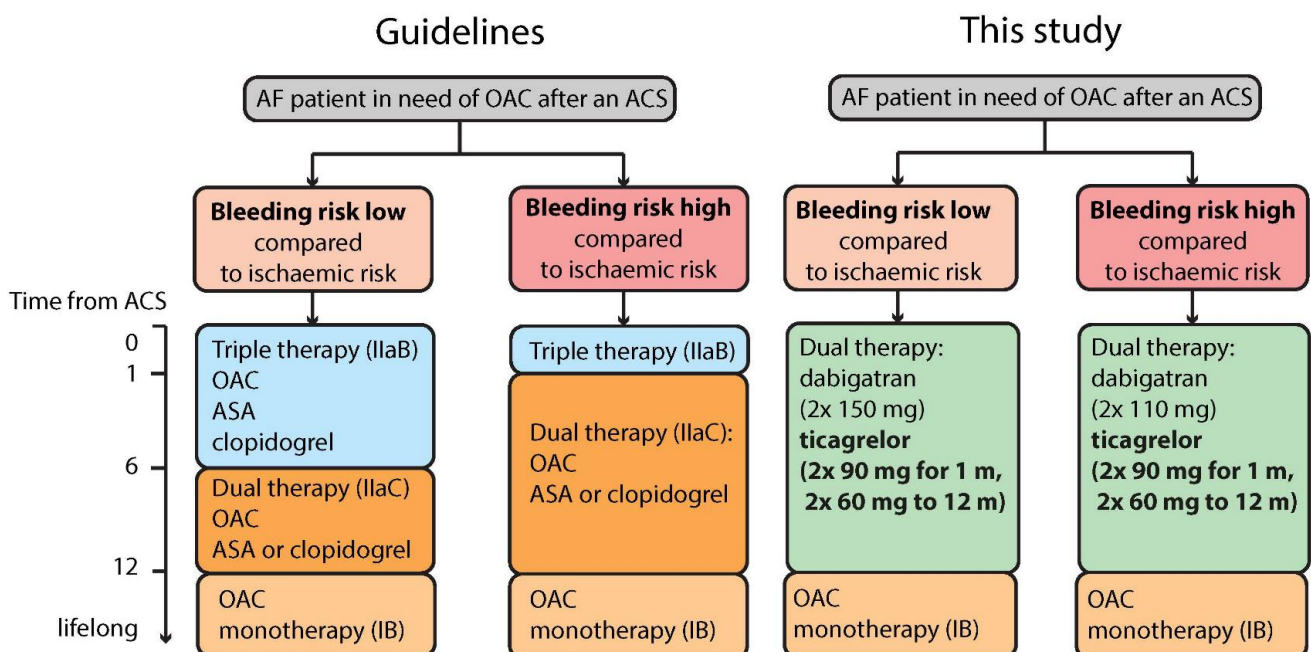 Guidelines
AF patient in need of OAC after an ACS
Bleeding risk low
compared
to ischaemic risk
Bleeding risk high
compared
to ischaemic risk
Time from ACS
0
1
6
12
lifelong
Triple therapy (IIaB)
OAC
ASA
clopidogrel
Dual therapy (IIaC)
OAC
ASA or clopidogrel
OAC
monotherapy (IB)
Triple therapy (IIaB)
Dual therapy (IIaC):
OAC
ASA or clopidogrel
OAC
monotherapy (IB)
This study
AF patient in need of OAC after an ACS
Bleeding risk low
compared
to ischaemic risk
Bleeding risk high
compared
to ischaemic risk
Dual therapy:
dabigatran
(2x 150 mg)
ticagrelor
(2x 90 mg for 1 m,
2x 60 mg to 12 m)
OAC
monotherapy (IB)
Dual therapy:
dabigatran
(2x 110 mg)
ticagrelor
(2x 90 mg for 1 m,
2x 60 mg to 12 m)
OAC
monotherapy (IB)